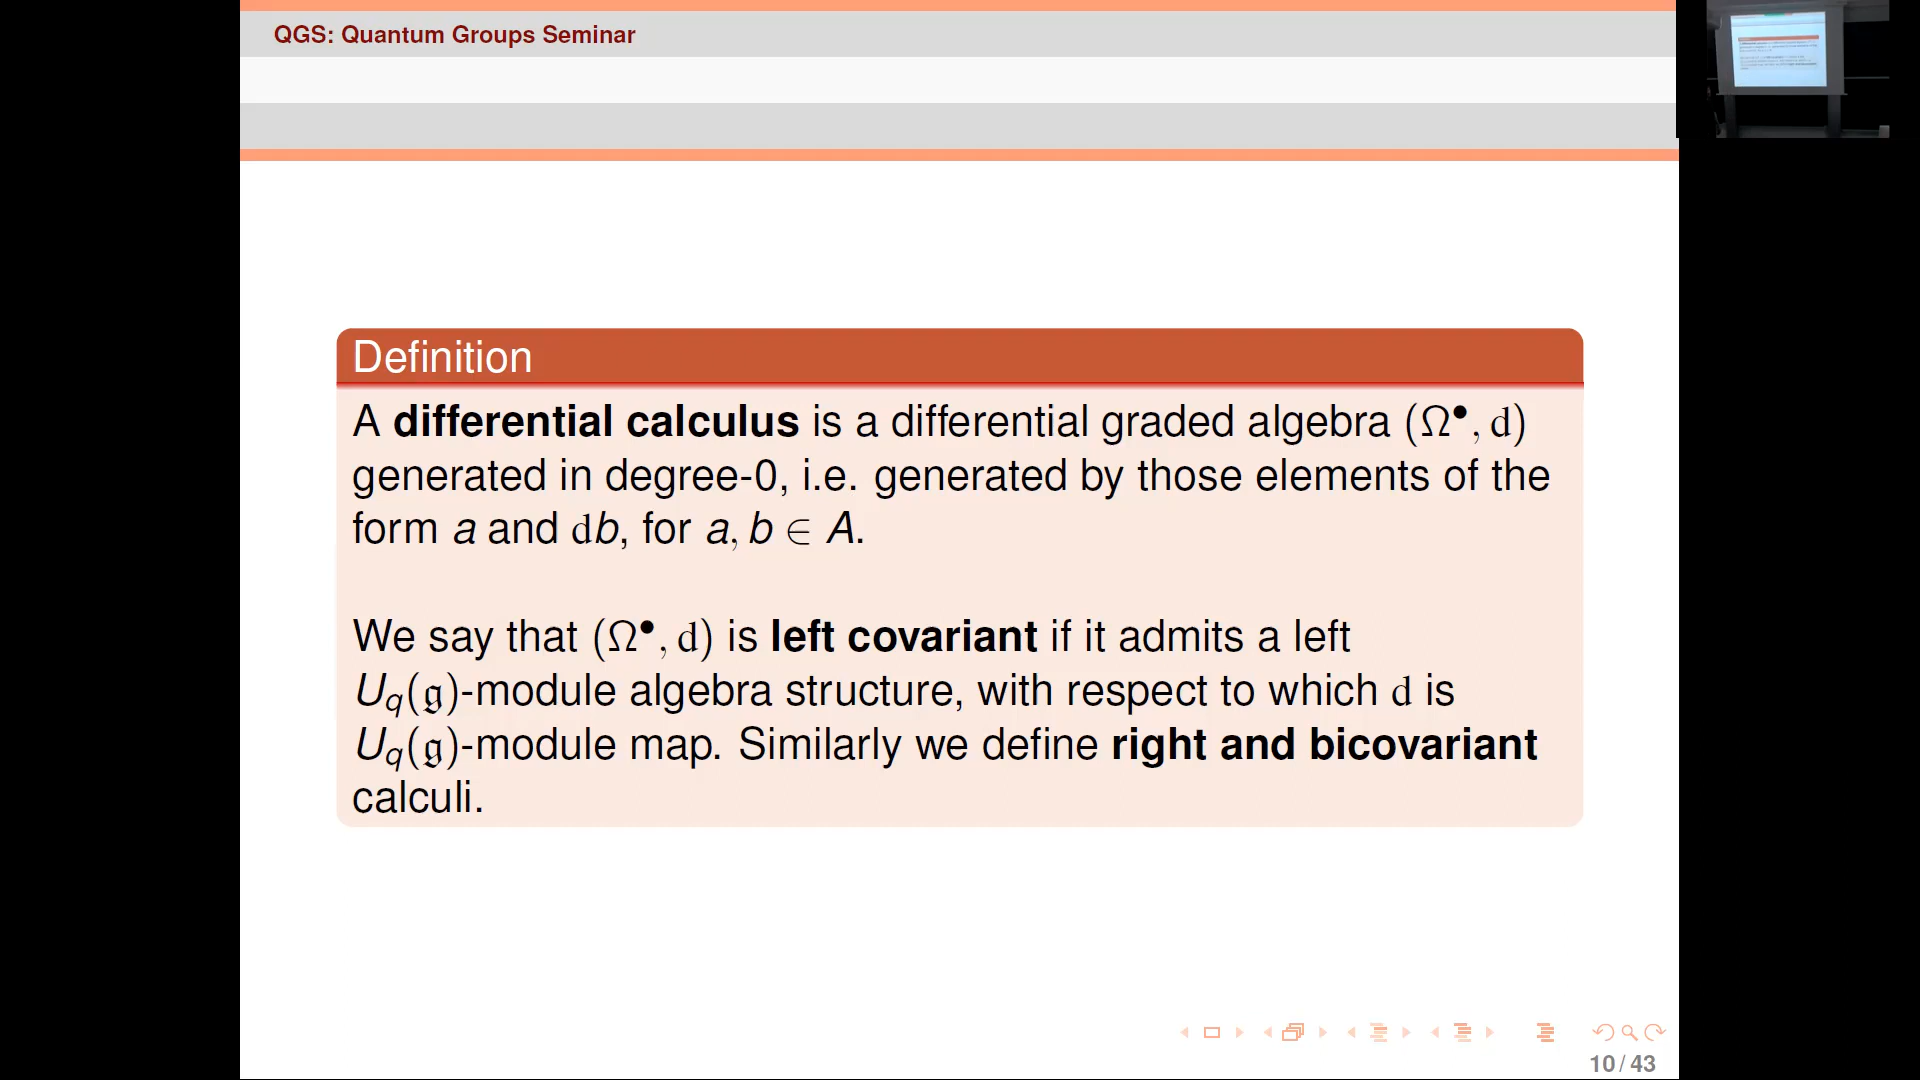 QGS: Quantum Groups Seminar
Definition
A differential calculus is a differential graded algebra (Ω•, d)
generated in degree-0, i.e. generated by those elements of the
form a and db, for a, b ∈ A.
We say that (Ω•, d) is left covariant if it admits a left
U_q(𝔤)-module algebra structure, with respect to which d is
U_q(𝔤)-module map. Similarly we define right and bicovariant
calculi.
10 / 43